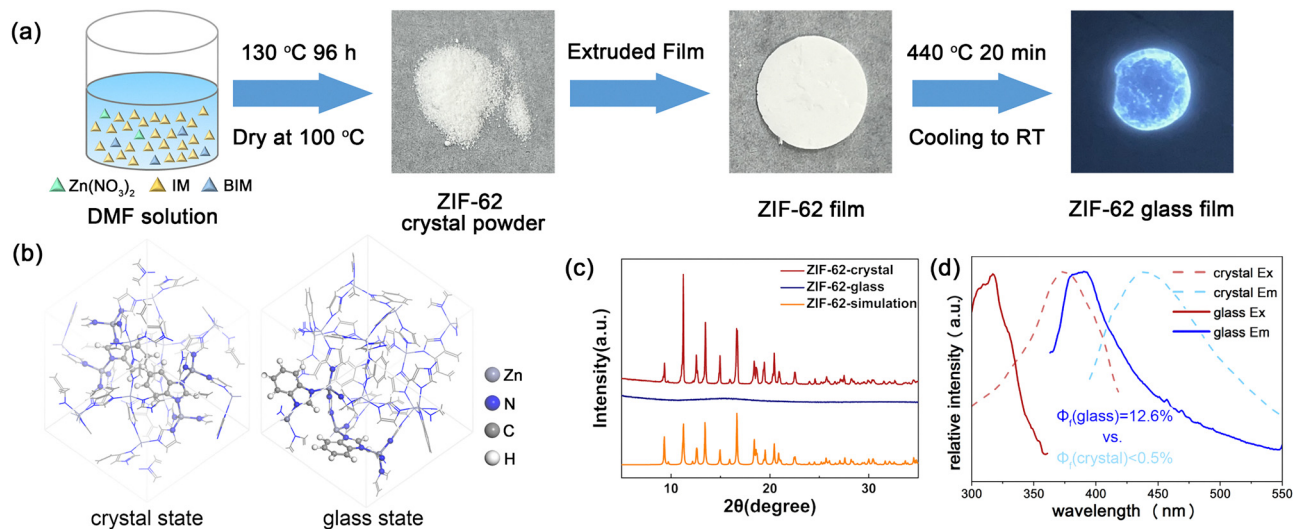 (a)
130 °C 96 h
Dry at 100 °C
Extruded Film
440 °C 20 min
Cooling to RT
Zn(NO₃)₂ IM BIM
DMF solution
ZIF-62
crystal powder
ZIF-62 film
ZIF-62 glass film
(b)
Zn
N
C
H
crystal state
glass state
(c)
ZIF-62-crystal
ZIF-62-glass
ZIF-62-simulation
Intensity(a.u.)
10 20 30
2θ(degree)
(d)
crystal Ex
crystal Em
glass Ex
glass Em
relative intensity (a.u.)
Φf(glass)=12.6%
vs.
Φf(crystal)<0.5%
300 350 400 450 500 550
wavelength (nm)